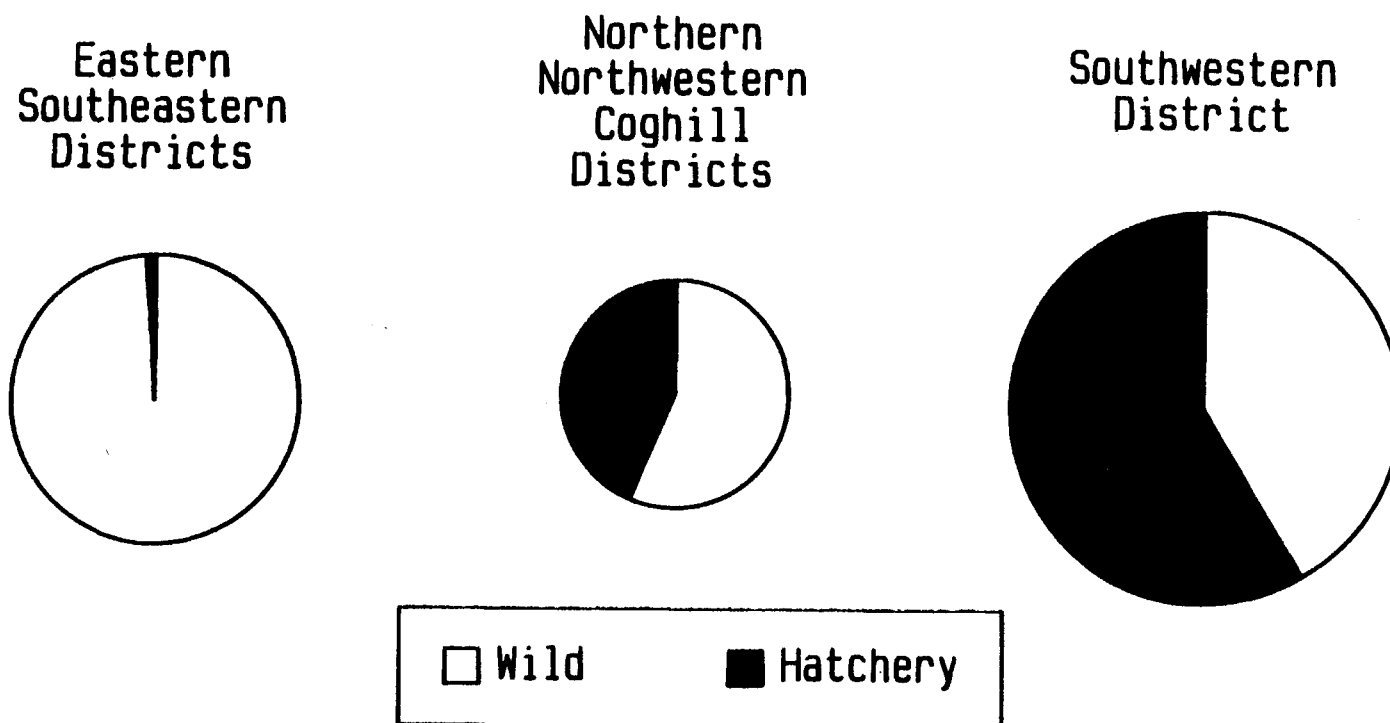 Eastern
Southeastern
Districts
Northern
Northwestern
Coghill
Districts
Southwestern
District
Wild
Hatchery